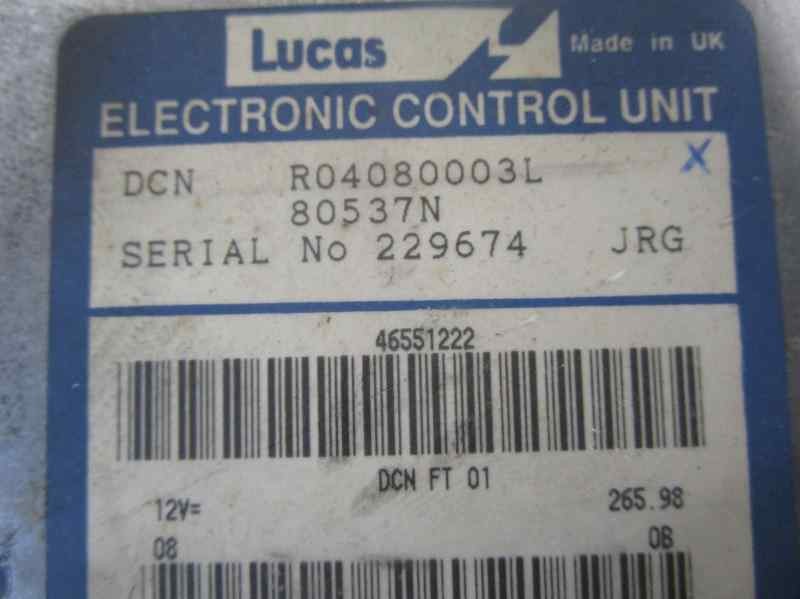 Lucas Made in UK
ELECTRONIC CONTROL UNIT
X
DCN R04080003L
80537N
SERIAL No 229674 JRG
46551222
DCN FT 01
12V= 265.98
08 0B